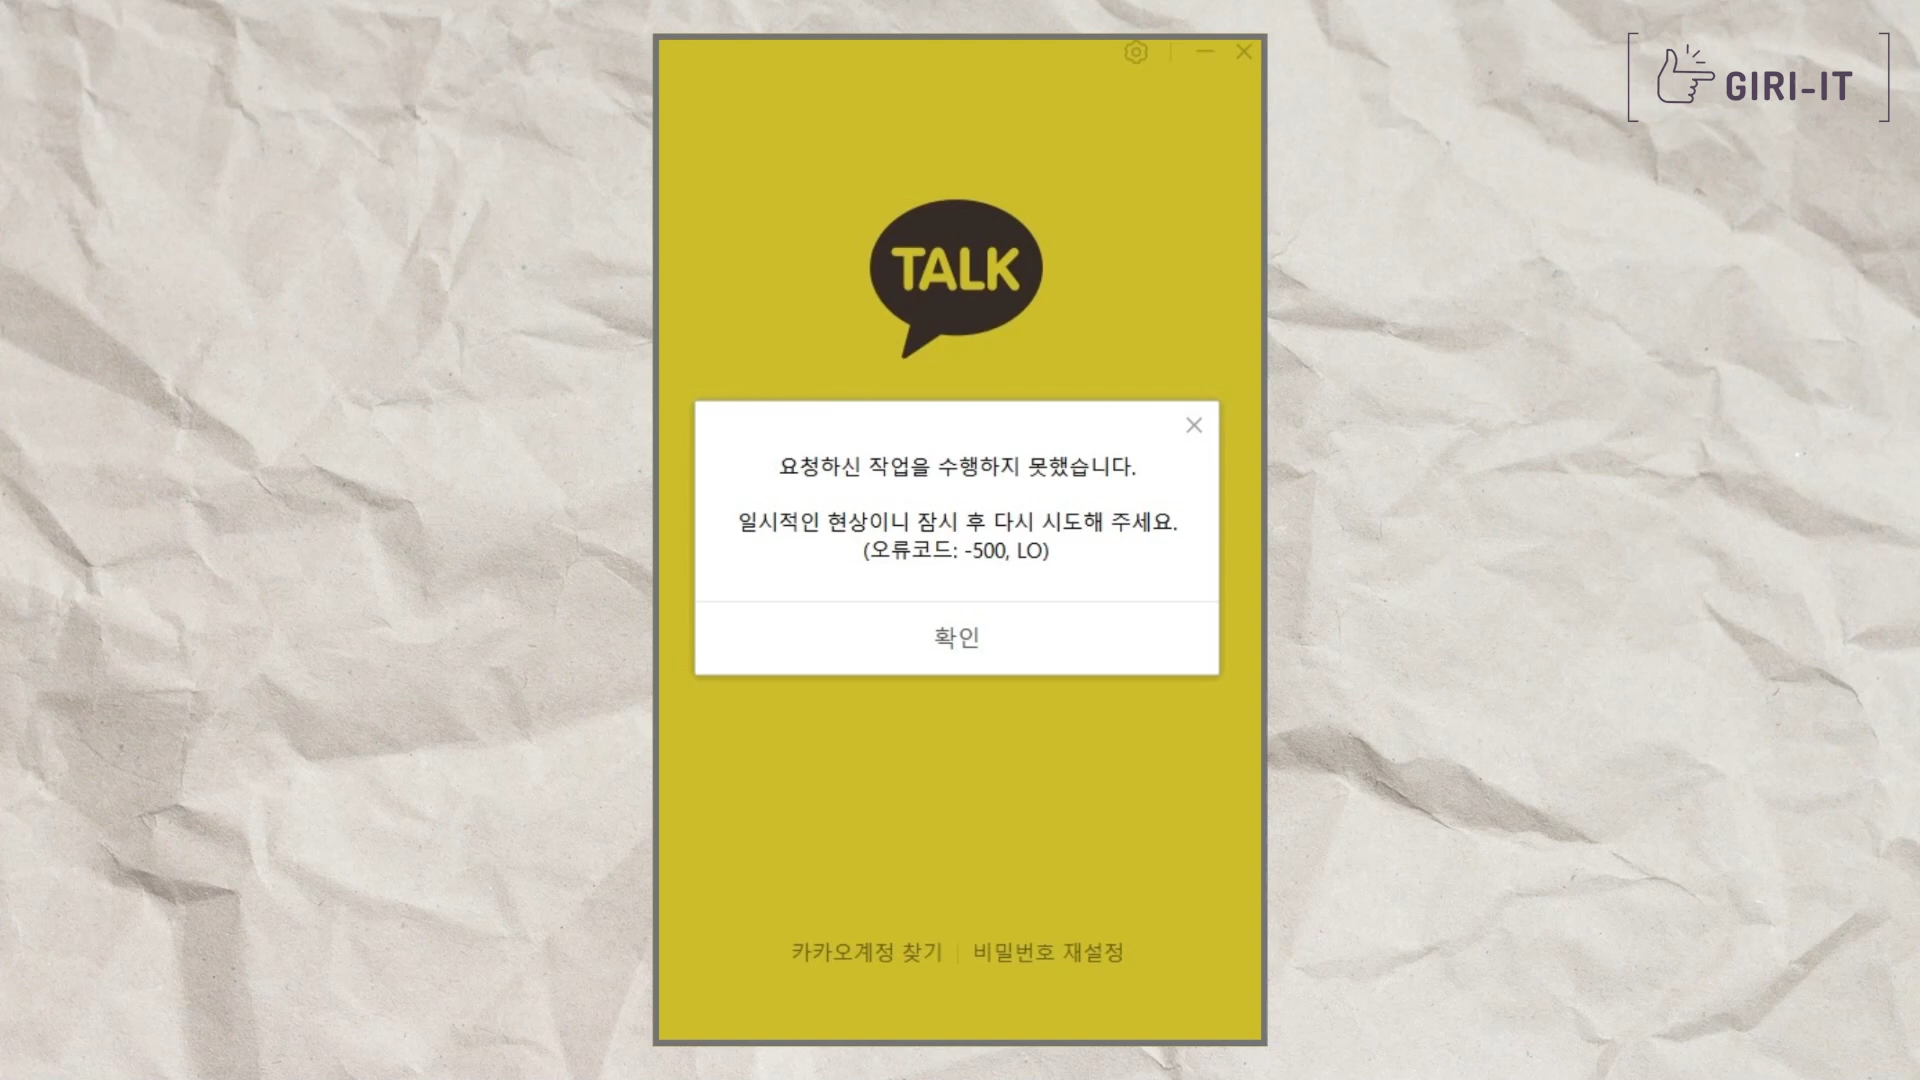 GIRI-IT
TALK
요청하신 작업을 수행하지 못했습니다.
일시적인 현상이니 잠시 후 다시 시도해 주세요.
(오류코드: -500, LO)
확인
카카오계정 찾기 | 비밀번호 재설정